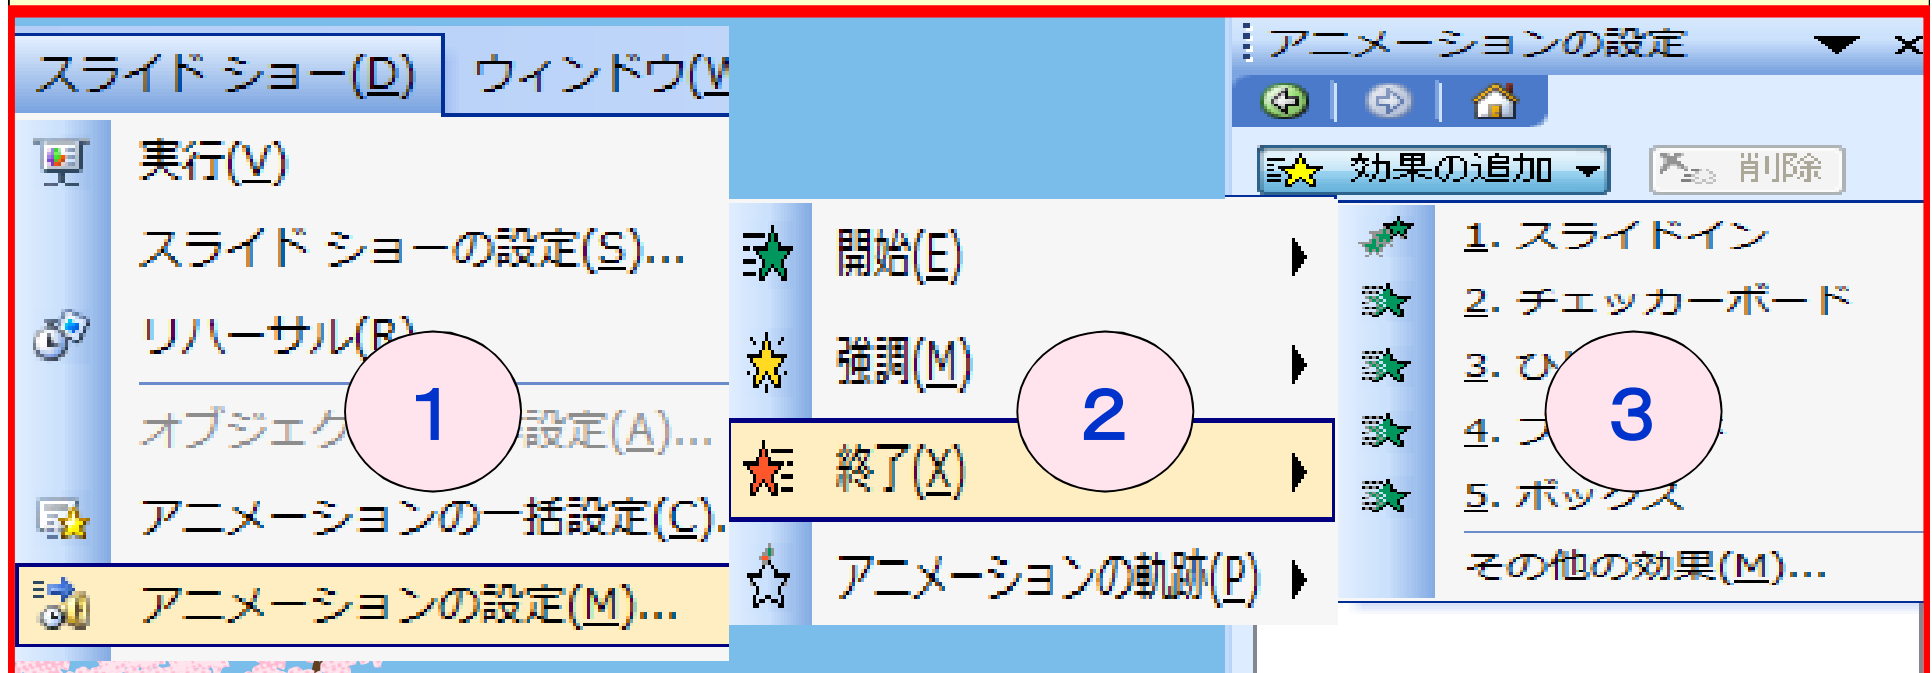 スライド ショー(D) ウィンドウ(W
実行(V)
スライド ショーの設定(S)...
リハーサル(R)
オブジェク 設定(A)...
アニメーションの一括設定(C).
アニメーションの設定(M)...
1
開始(E)
強調(M)
終了(X)
アニメーションの軌跡(P)
2
アニメーションの設定
効果の追加 削除
1. スライドイン
2. チェッカーボード
3. ひ
4. ブ
5. ボックス
その他の効果(M)...
3